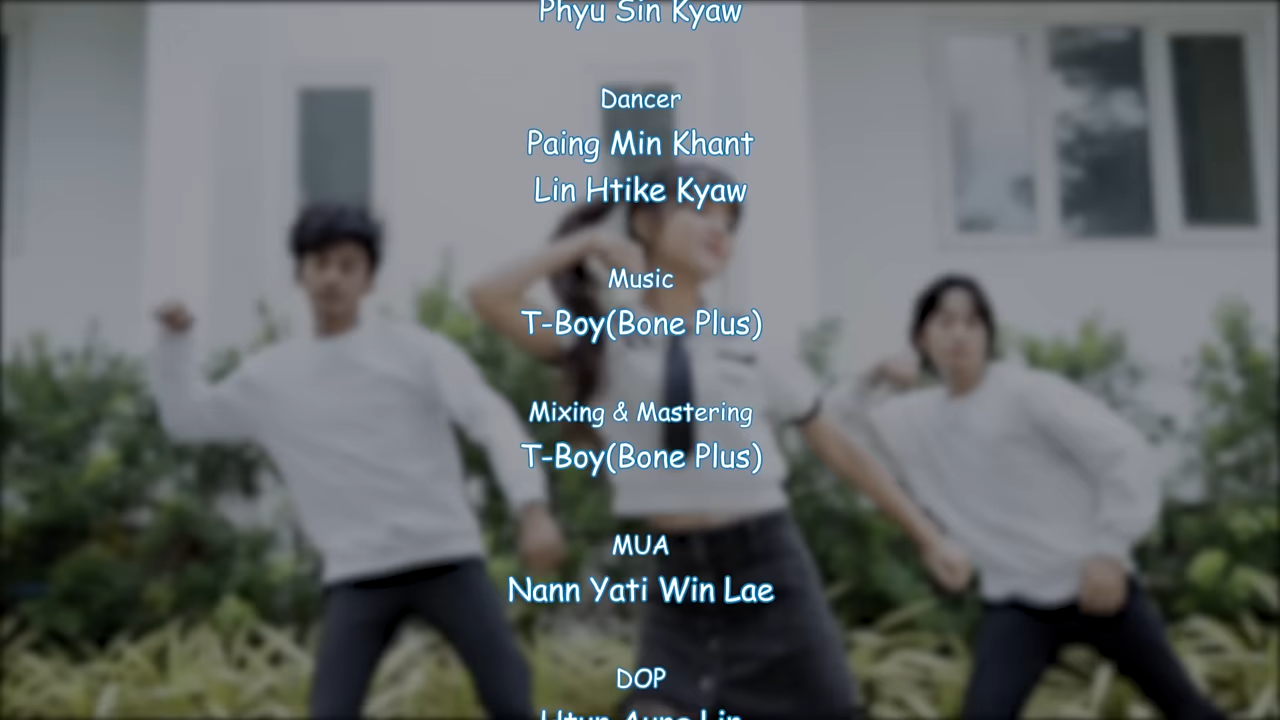 Phyu Sin Kyaw
Dancer
Paing Min Khant
Lin Htike Kyaw
Music
T-Boy(Bone Plus)
Mixing & Mastering
T-Boy(Bone Plus)
MUA
Nann Yati Win Lae
DOP